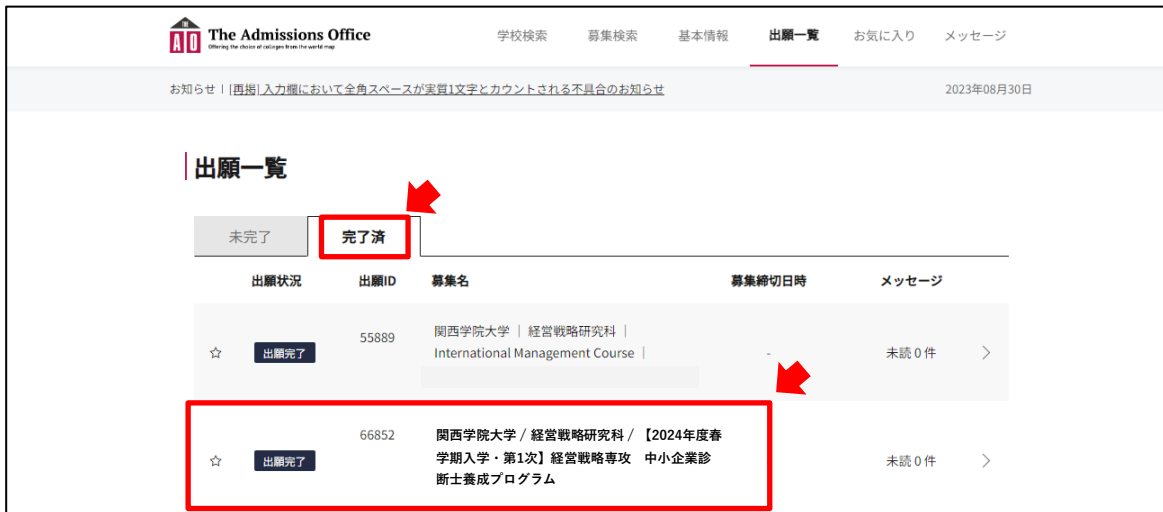 THE
AO The Admissions Office
Offering the choice of colleges from the world map
学校検索 募集検索 基本情報 出願一覧 お気に入り メッセージ
お知らせ | [再掲] 入力欄において全角スペースが実質1文字とカウントされる不具合のお知らせ 2023年08月30日
出願一覧
未完了 完了済
出願状況 出願ID 募集名 募集締切日時 メッセージ
☆ 出願完了 55889 関西学院大学 | 経営戦略研究科 |
International Management Course | - 未読 0 件 >
☆ 出願完了 66852 関西学院大学 / 経営戦略研究科 / 【2024年度春
学期入学・第1次】経営戦略専攻 中小企業診 未読 0 件 >
断士養成プログラム